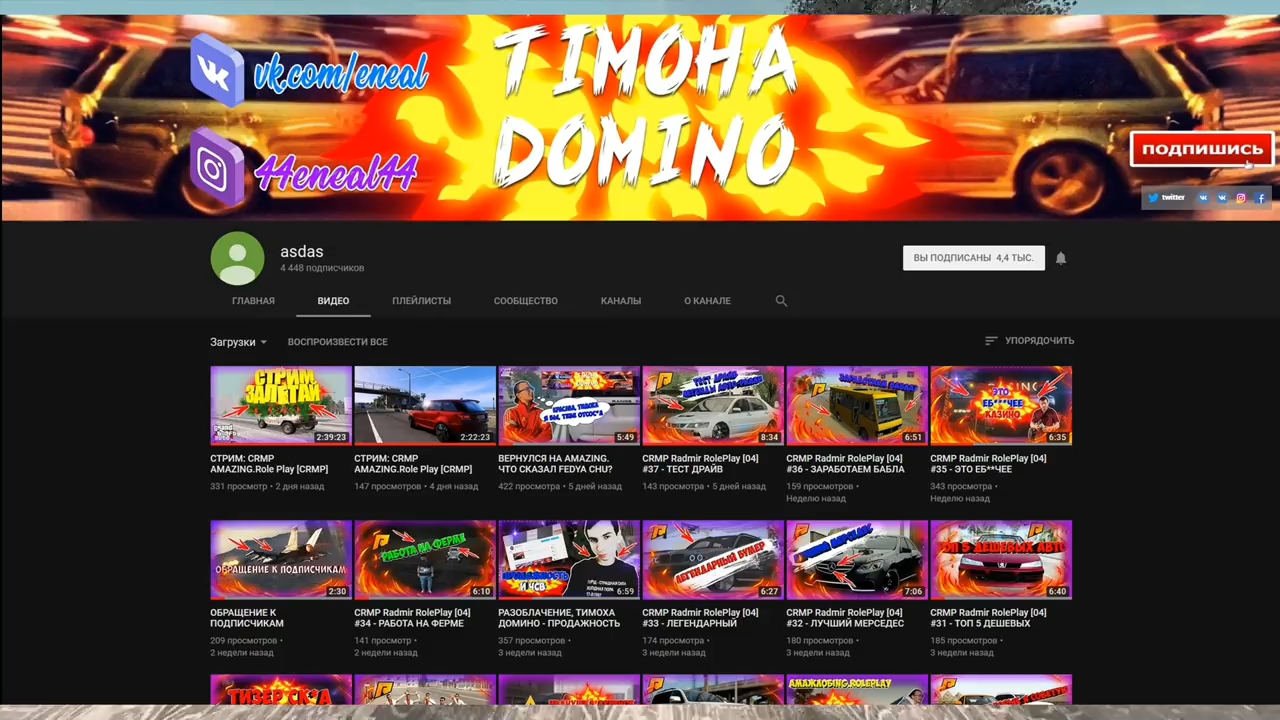 TIMOHA
DOMINO
vk.com/eneal
44eneal44
ПОДПИШИСЬ
twitter
asdas
4 448 подписчиков
ВЫ ПОДПИСАНЫ 4,4 ТЫС.
ГЛАВНАЯ
ВИДЕО
ПЛЕЙЛИСТЫ
СООБЩЕСТВО
КАНАЛЫ
О КАНАЛЕ
Загрузки
ВОСПРОИЗВЕСТИ ВСЕ
УПОРЯДОЧИТЬ
СТРИМ
ЗАЛЕТАЙ
2:39:23
СТРИМ: CRMP
AMAZING.Role Play [CRMP]
331 просмотр • 2 дня назад
2:22:23
СТРИМ: CRMP
AMAZING.Role Play [CRMP]
147 просмотров • 4 дня назад
5:49
ВЕРНУЛСЯ НА AMAZING.
ЧТО СКАЗАЛ FEDYA CHU?
422 просмотра • 5 дней назад
ТЕСТ ДРАЙВ
8:34
CRMP Radmir RolePlay [04]
#37 - ТЕСТ ДРАЙВ
143 просмотра • 5 дней назад
6:51
CRMP Radmir RolePlay [04]
#36 - ЗАРАБОТАЕМ БАБЛА
159 просмотров •
Неделю назад
ЭТО
ЕБ**ЧЕЕ
КАЗИНО
6:35
CRMP Radmir RolePlay [04]
#35 - ЭТО ЕБ**ЧЕЕ
343 просмотра •
Неделю назад
ОБРАЩЕНИЕ К ПОДПИСЧИКАМ
2:30
ОБРАЩЕНИЕ К
ПОДПИСЧИКАМ
209 просмотров •
2 недели назад
РАБОТА НА ФЕРМЕ
6:10
CRMP Radmir RolePlay [04]
#34 - РАБОТА НА ФЕРМЕ
141 просмотр •
2 недели назад
ПРОДАЖНОСТЬ
И ЧСВ
6:59
РАЗОБЛАЧЕНИЕ, ТИМОХА
ДОМИНО - ПРОДАЖНОСТЬ
357 просмотров •
3 недели назад
ЛЕГЕНДАРНЫЙ БУМЕР
6:27
CRMP Radmir RolePlay [04]
#33 - ЛЕГЕНДАРНЫЙ
174 просмотра •
3 недели назад
7:06
CRMP Radmir RolePlay [04]
#32 - ЛУЧШИЙ МЕРСЕДЕС
180 просмотров •
3 недели назад
ТОП 5 ДЕШЕВЫХ АВТО
6:40
CRMP Radmir RolePlay [04]
#31 - ТОП 5 ДЕШЕВЫХ
185 просмотров •
3 недели назад